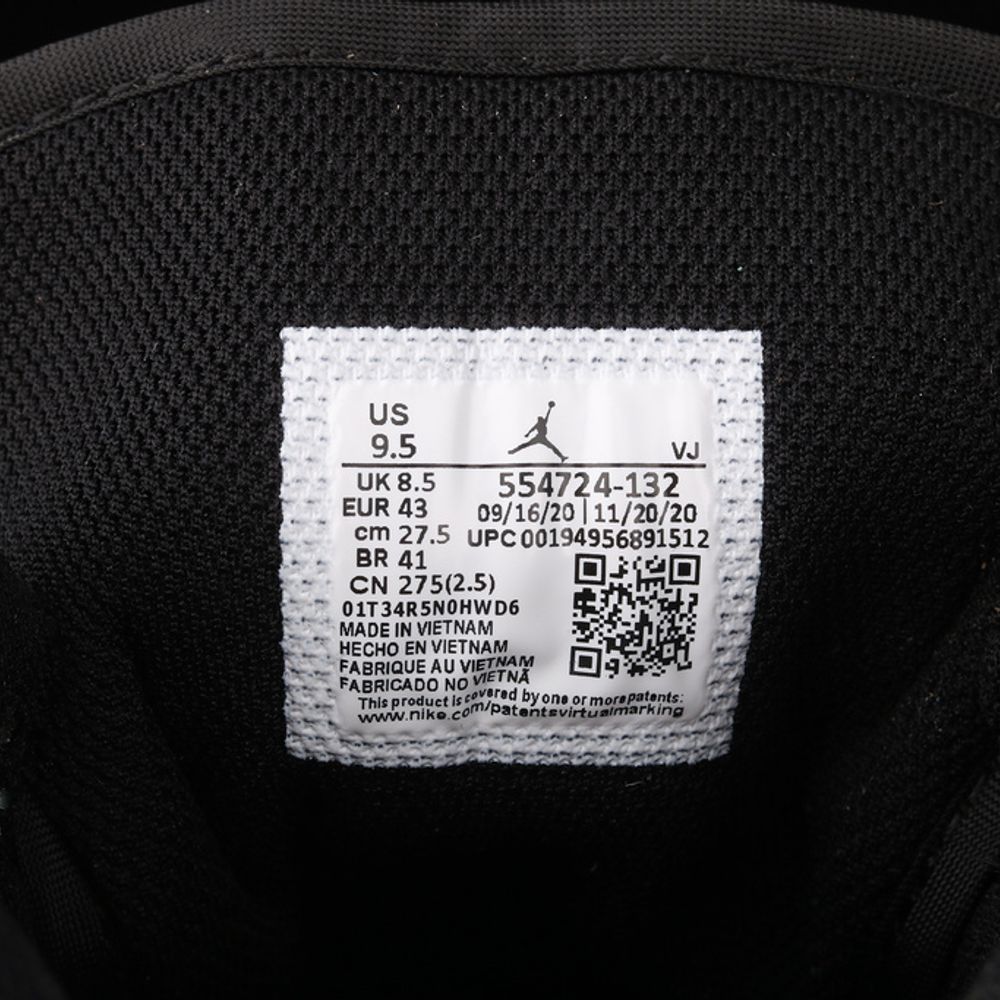 US
9.5
VJ
UK 8.5
554724-132
EUR 43
09/16/20 | 11/20/20
cm 27.5
UPC 00194956891512
BR 41
CN 275(2.5)
01T34R5N0HWD6
MADE IN VIETNAM
HECHO EN VIETNAM
FABRIQUE AU VIETNAM
FABRICADO NO VIETNÃ
This product is covered by one or more patents:
www.nike.com/patentsvirtualmarking